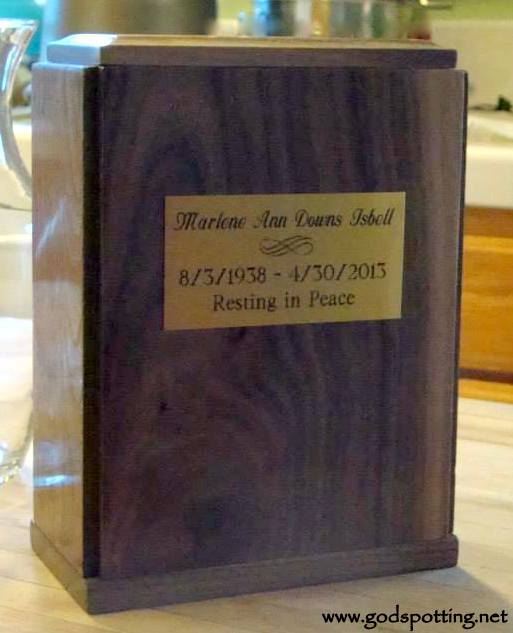 Marlene Ann Downs Isbell
8/3/1938 - 4/30/2013
Resting in Peace
www.godspotting.net